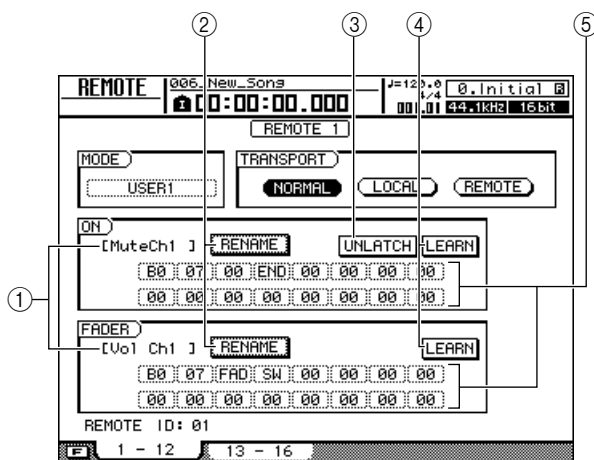 ② ③ ④ ⑤
REMOTE 006_New_Song ♩=120.0 4/4 0.Initial R
00:00:00.000 001.01 44.1kHz 16bit
REMOTE 1
MODE TRANSPORT
USER1 NORMAL LOCAL REMOTE
ON
[MuteCh1 ] RENAME UNLATCH LEARN
B0 07 00 END 00 00 00 00
00 00 00 00 00 00 00 00
①
FADER
[Vol Ch1 ] RENAME LEARN
B0 07 FAD SW 00 00 00 00
00 00 00 00 00 00 00 00
REMOTE ID: 01
F 1 - 12 13 - 16